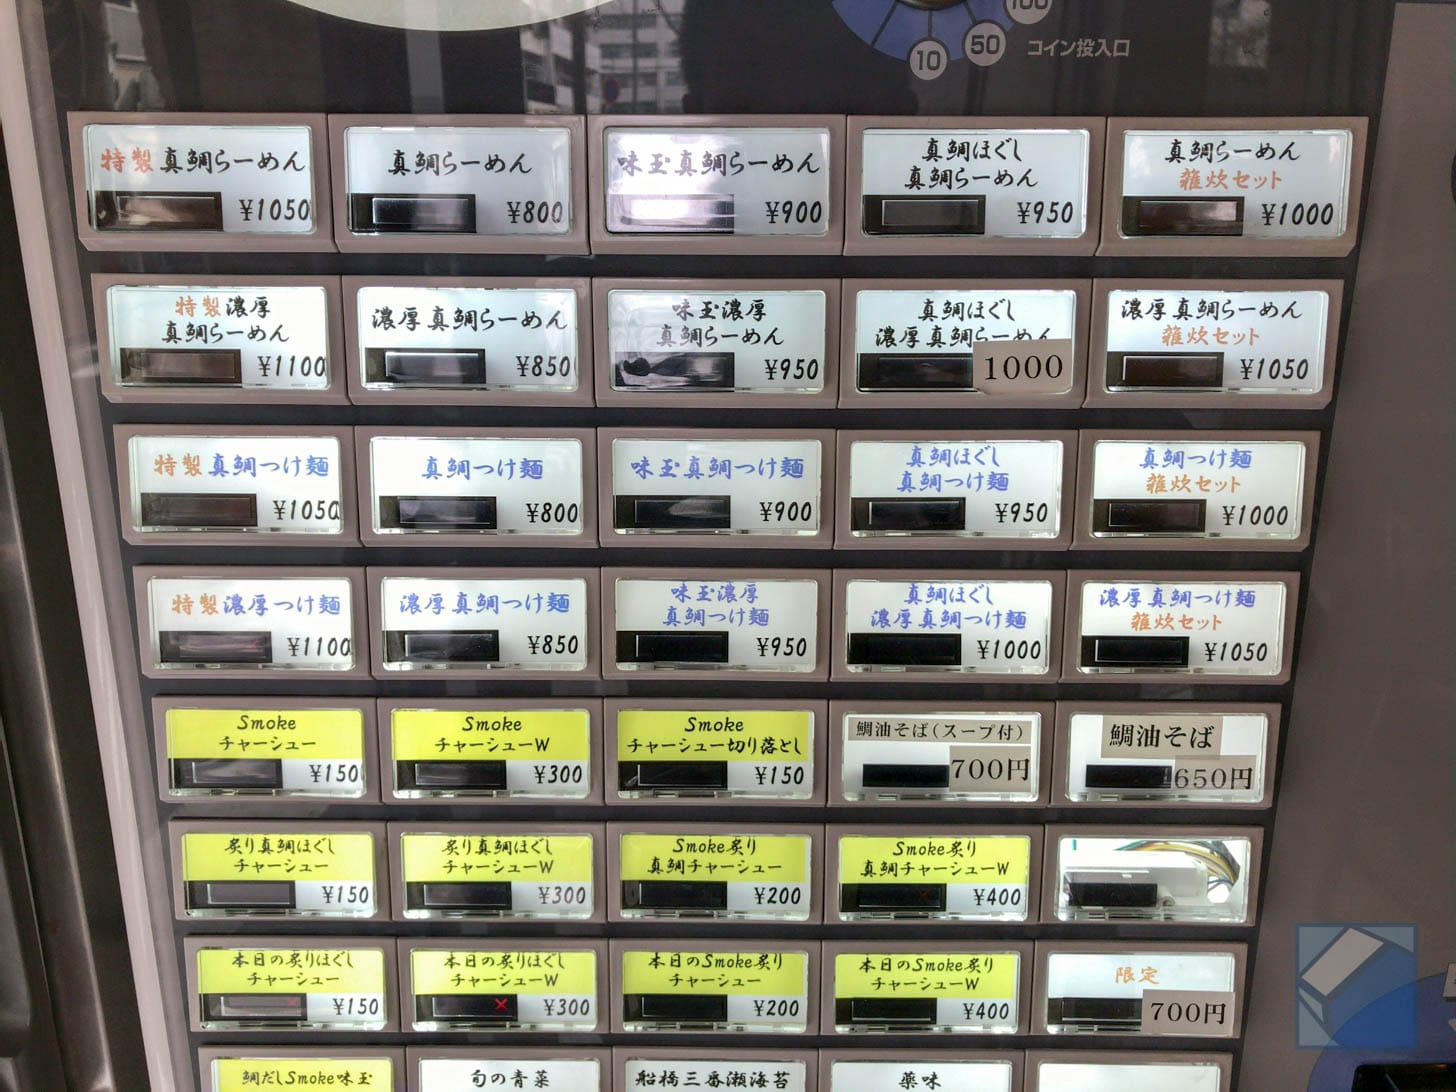 100
50
10
コイン投入口
特製真鯛らーめん
¥1050
真鯛らーめん
¥800
味玉真鯛らーめん
¥900
真鯛ほぐし
真鯛らーめん
¥950
真鯛らーめん
雑炊セット
¥1000
特製濃厚
真鯛らーめん
¥1100
濃厚真鯛らーめん
¥850
味玉濃厚
真鯛らーめん
¥950
真鯛ほぐし
濃厚真鯛らーめん
1000
濃厚真鯛らーめん
雑炊セット
¥1050
特製真鯛つけ麺
¥1050
真鯛つけ麺
¥800
味玉真鯛つけ麺
¥900
真鯛ほぐし
真鯛つけ麺
¥950
真鯛つけ麺
雑炊セット
¥1000
特製濃厚つけ麺
¥1100
濃厚真鯛つけ麺
¥850
味玉濃厚
真鯛つけ麺
¥950
真鯛ほぐし
濃厚真鯛つけ麺
¥1000
濃厚真鯛つけ麺
雑炊セット
¥1050
Smoke
チャーシュー
¥150
Smoke
チャーシューW
¥300
Smoke
チャーシュー切り落とし
¥150
鯛油そば(スープ付)
700円
鯛油そば
650円
炙り真鯛ほぐし
チャーシュー
¥150
炙り真鯛ほぐし
チャーシューW
¥300
Smoke炙り
真鯛チャーシュー
¥200
Smoke炙り
真鯛チャーシューW
¥400
本日の炙りほぐし
チャーシュー
¥150
本日の炙りほぐし
チャーシューW
¥300
本日のSmoke炙り
チャーシュー
¥200
本日のSmoke炙り
チャーシューW
¥400
限定
700円
鯛だしSmoke味玉
旬の青菜
船橋三番瀬海苔
薬味